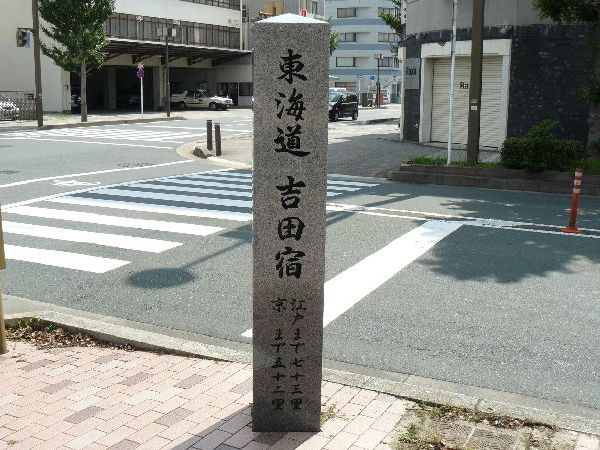 東海道 吉田宿
江戸まで七十三里
京 まで五十二里